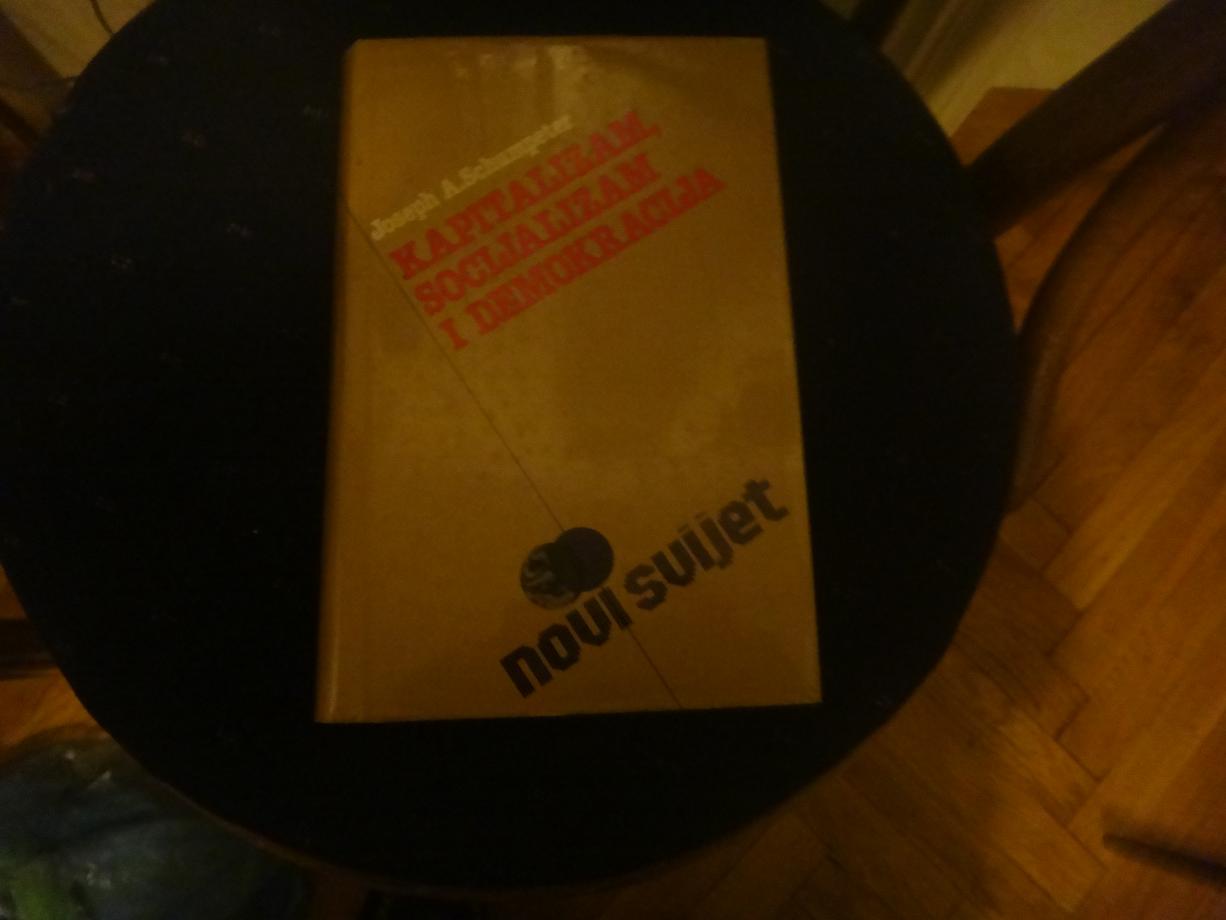 Joseph A. Schumpeter
KAPITALIZAM,
SOCIJALIZAM
I DEMOKRACIJA
novi svijet